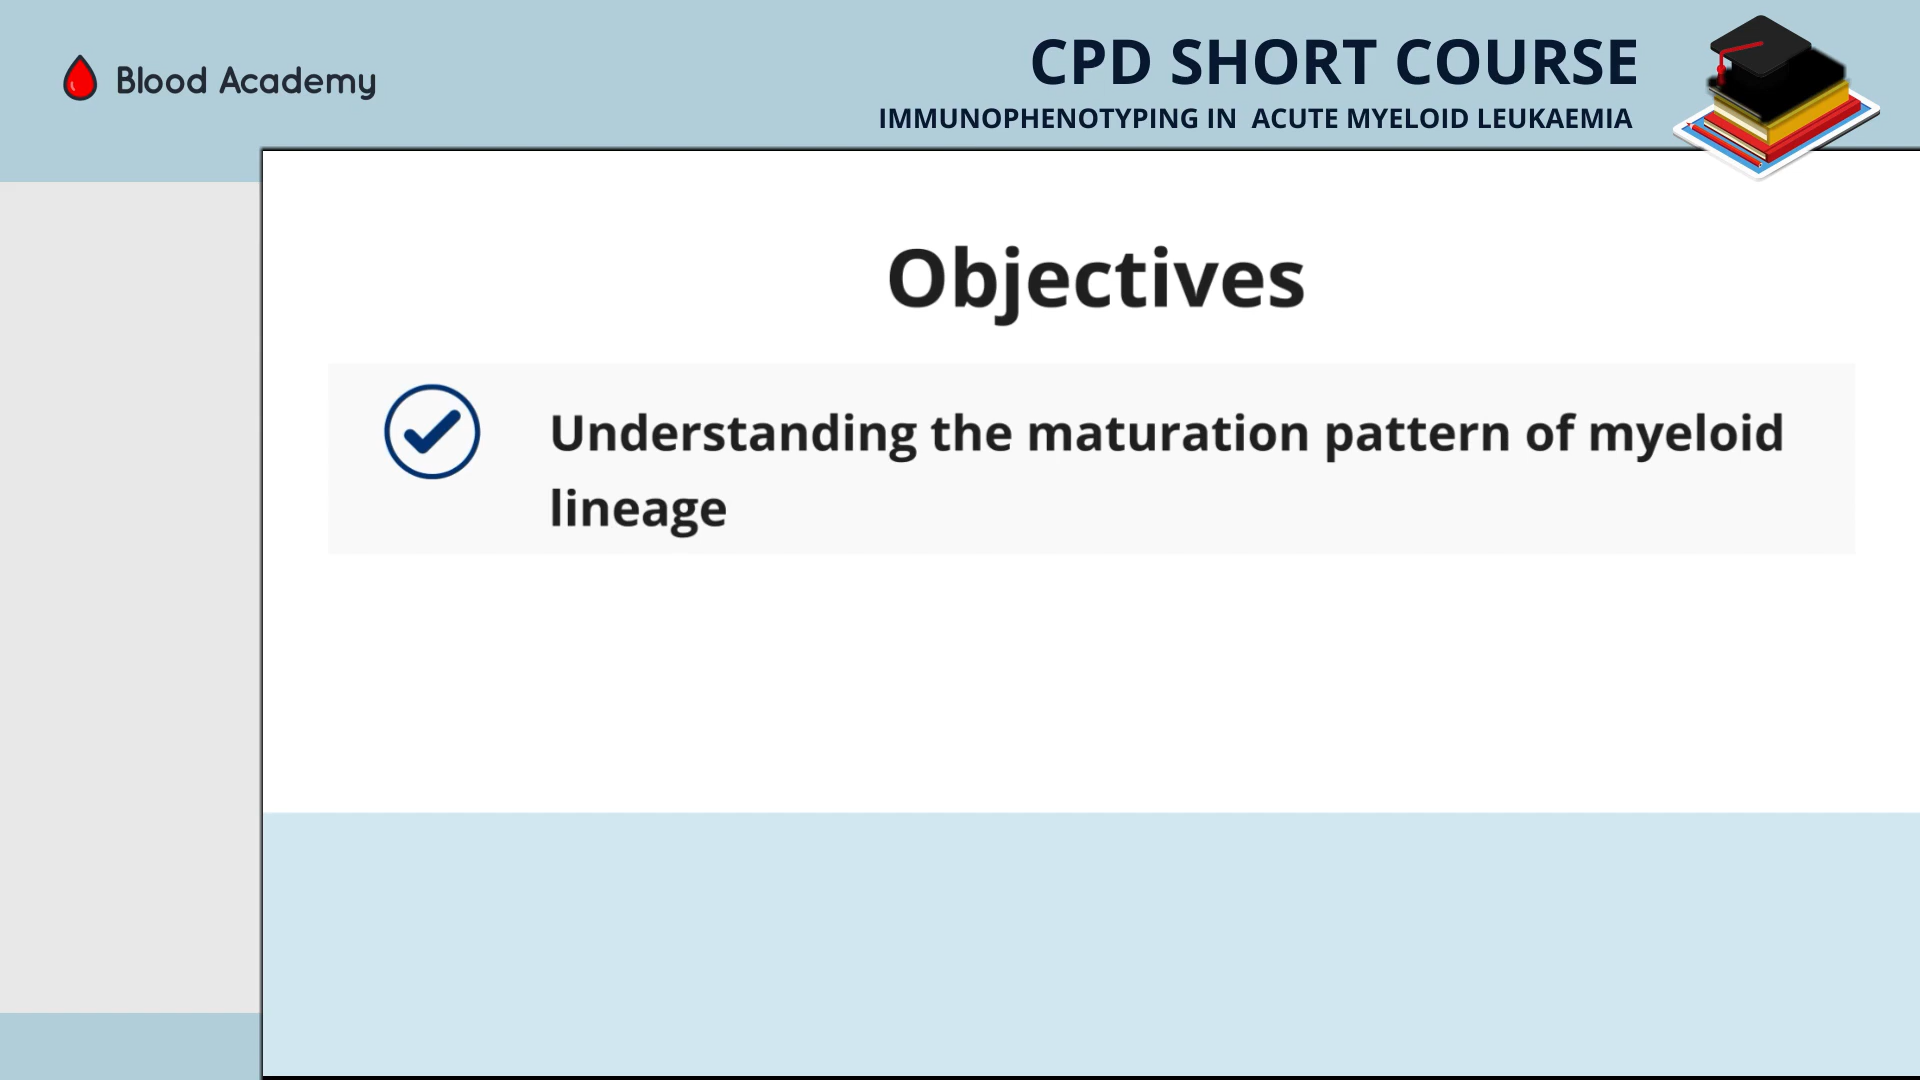 Blood Academy
CPD SHORT COURSE
IMMUNOPHENOTYPING IN ACUTE MYELOID LEUKAEMIA
Objectives
Understanding the maturation pattern of myeloid
lineage